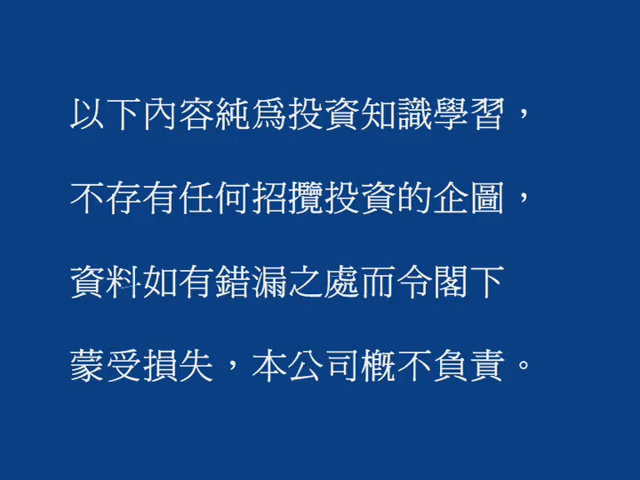 以下內容純為投資知識學習，
不存有任何招攬投資的企圖，
資料如有錯漏之處而令閣下
蒙受損失，本公司概不負責。